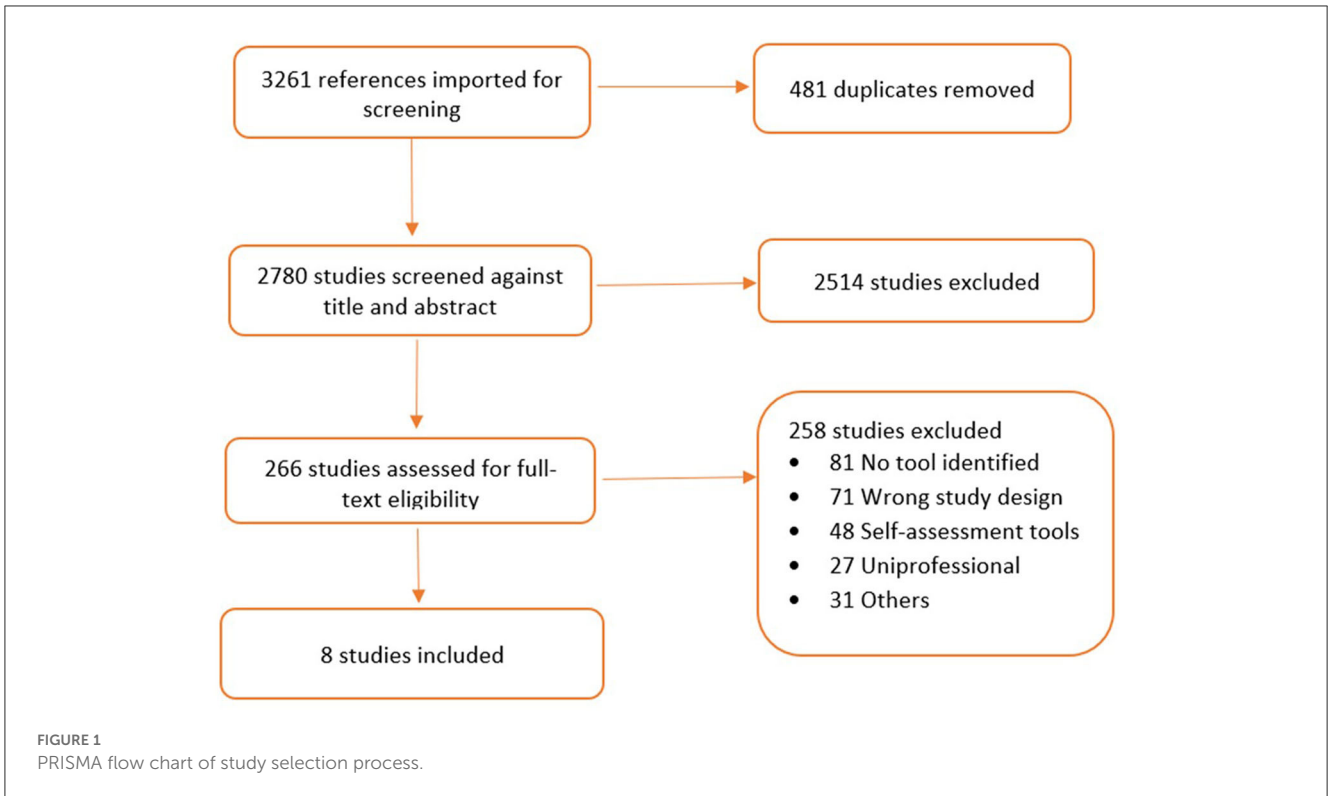 3261 references imported for
screening
481 duplicates removed
2780 studies screened against
title and abstract
2514 studies excluded
266 studies assessed for full-
text eligibility
258 studies excluded
• 81 No tool identified
• 71 Wrong study design
• 48 Self-assessment tools
• 27 Uniprofessional
• 31 Others
8 studies included
FIGURE 1
PRISMA flow chart of study selection process.